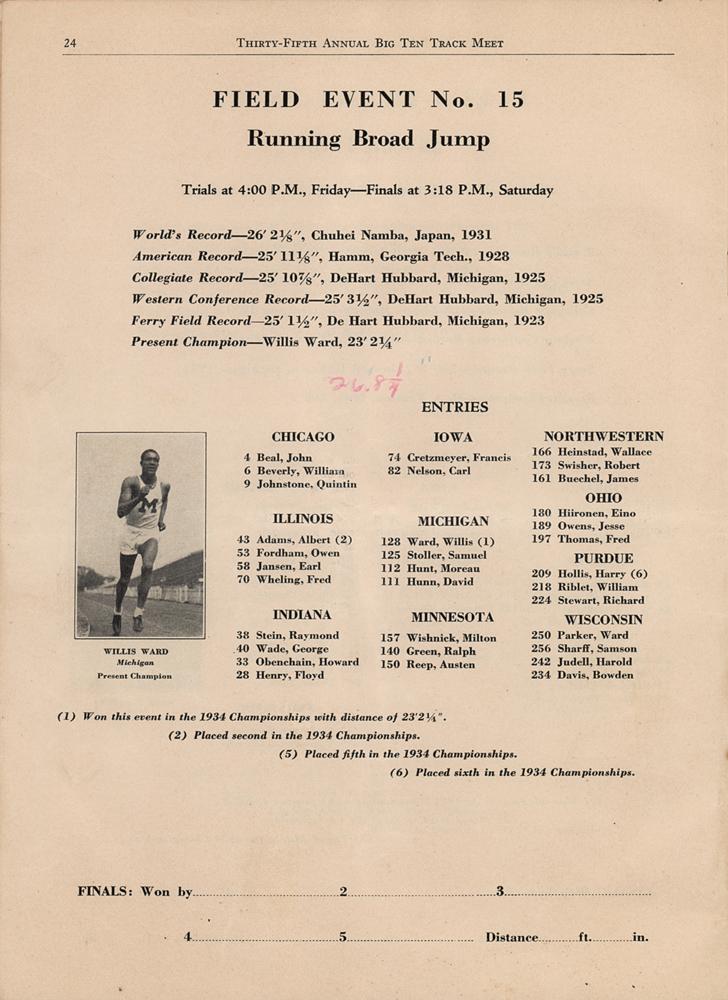 24
THIRTY-FIFTH ANNUAL BIG TEN TRACK MEET
FIELD EVENT No. 15
Running Broad Jump
Trials at 4:00 P.M., Friday—Finals at 3:18 P.M., Saturday
World's Record—26' 2⅛", Chuhei Namba, Japan, 1931
American Record—25' 11⅛", Hamm, Georgia Tech., 1928
Collegiate Record—25' 10⅞", DeHart Hubbard, Michigan, 1925
Western Conference Record—25' 3½", DeHart Hubbard, Michigan, 1925
Ferry Field Record—25' 1½", De Hart Hubbard, Michigan, 1923
Present Champion—Willis Ward, 23' 2¼"
ENTRIES
M
WILLIS WARD
Michigan
Present Champion
CHICAGO
4 Beal, John
6 Beverly, William
9 Johnstone, Quintin
ILLINOIS
43 Adams, Albert (2)
53 Fordham, Owen
58 Jansen, Earl
70 Wheling, Fred
INDIANA
38 Stein, Raymond
40 Wade, George
33 Obenchain, Howard
28 Henry, Floyd
IOWA
74 Cretzmeyer, Francis
82 Nelson, Carl
MICHIGAN
128 Ward, Willis (1)
125 Stoller, Samuel
112 Hunt, Moreau
111 Hunn, David
MINNESOTA
157 Wishnick, Milton
140 Green, Ralph
150 Reep, Austen
NORTHWESTERN
166 Heinstad, Wallace
173 Swisher, Robert
161 Buechel, James
OHIO
180 Hiironen, Eino
189 Owens, Jesse
197 Thomas, Fred
PURDUE
209 Hollis, Harry (6)
218 Riblet, William
224 Stewart, Richard
WISCONSIN
250 Parker, Ward
256 Sharff, Samson
242 Judell, Harold
234 Davis, Bowden
(1) Won this event in the 1934 Championships with distance of 23'2¼".
(2) Placed second in the 1934 Championships.
(5) Placed fifth in the 1934 Championships.
(6) Placed sixth in the 1934 Championships.
FINALS: Won by..............................2..............................3..............................
4..............................5.............................. Distance..........ft..........in.